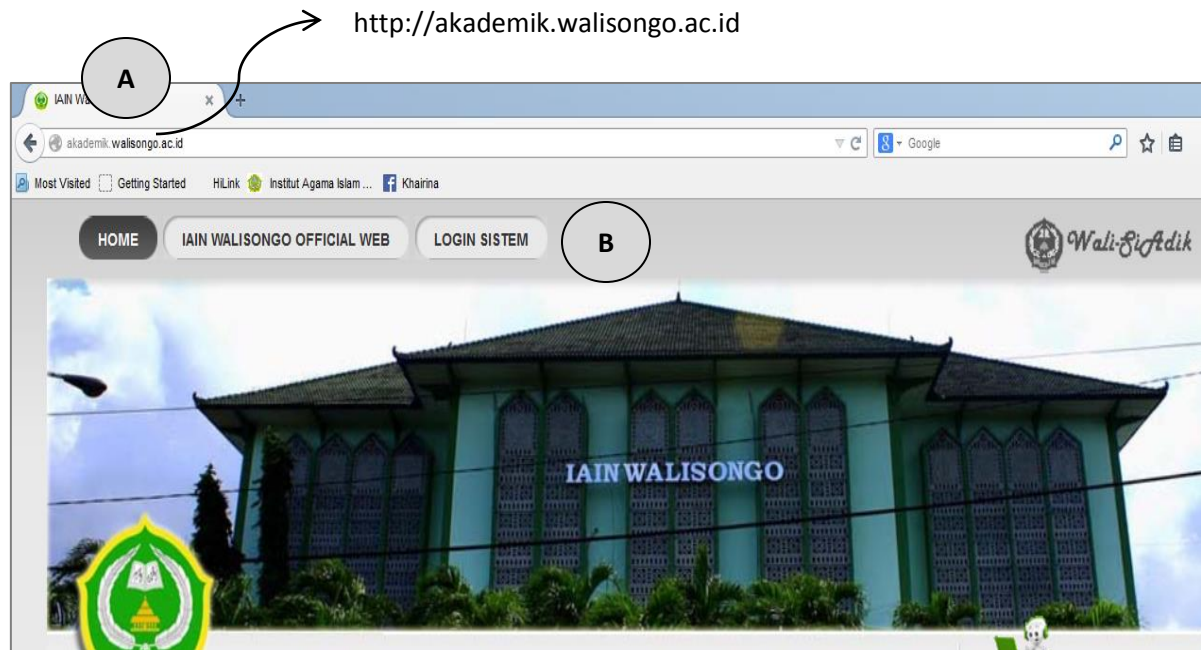 http://akademik.walisongo.ac.id
A
IAIN Wa
akademik.walisongo.ac.id
Google
Most Visited Getting Started HiLink Institut Agama Islam ... Khairina
HOME IAIN WALISONGO OFFICIAL WEB LOGIN SISTEM B Wali-SiAdik
IAIN WALISONGO